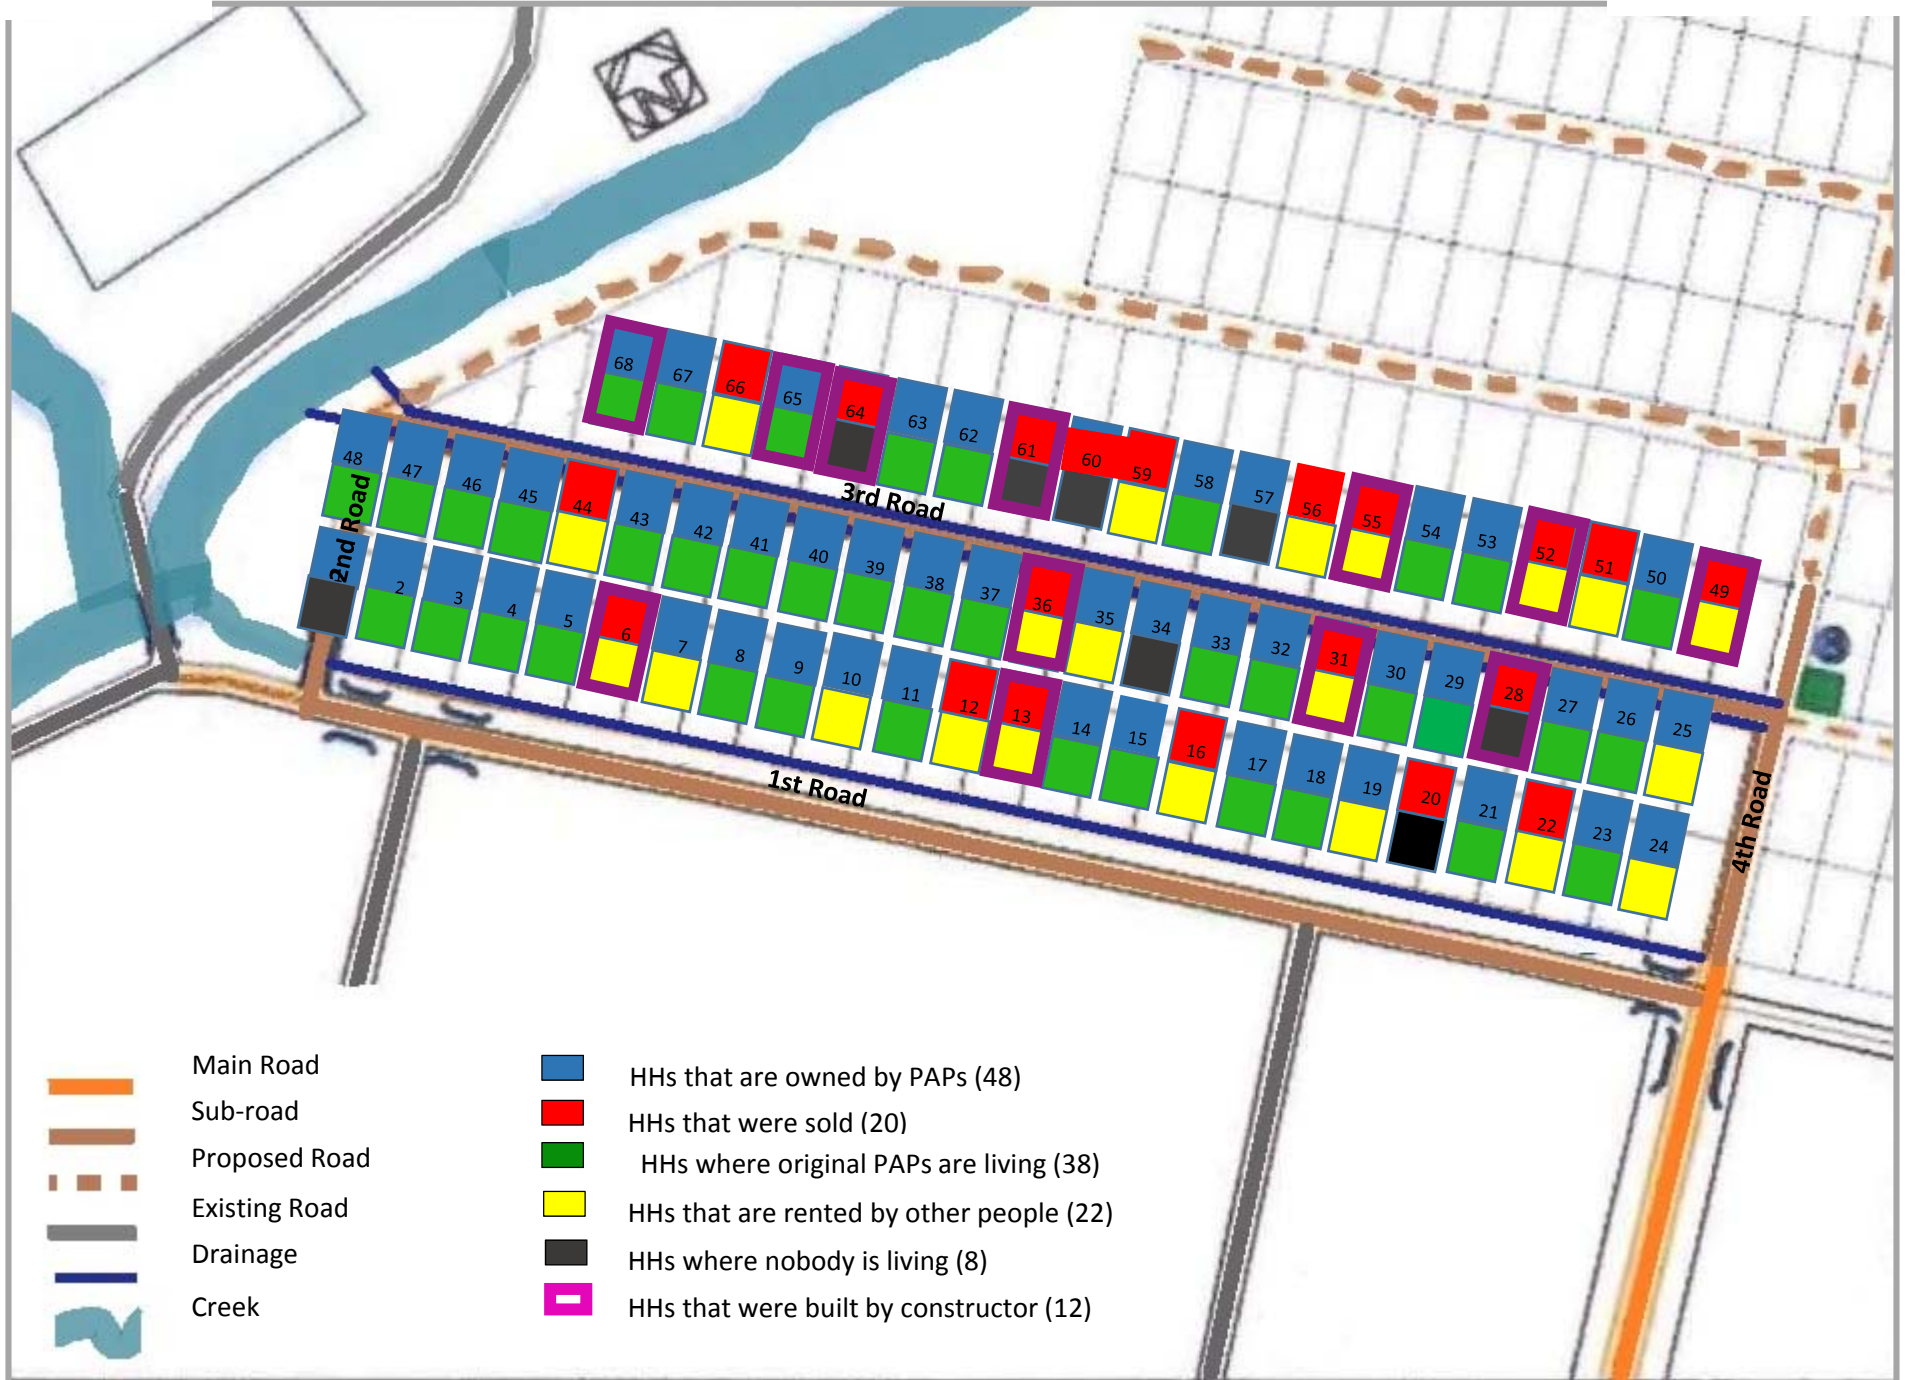 68 67 66 65 64 63 62 61 60 59 58 57 56 55 54 53 52 51 50 49
3rd Road
48 47 46 45 44 43 42 41 40 39 38 37 36 35 34 33 32 31 30 29 28 27 26 25
2nd Road
2 3 4 5 6 7 8 9 10 11 12 13 14 15 16 17 18 19 20 21 22 23 24
1st Road
4th Road
Main Road
Sub-road
Proposed Road
Existing Road
Drainage
Creek
HHs that are owned by PAPs (48)
HHs that were sold (20)
HHs where original PAPs are living (38)
HHs that are rented by other people (22)
HHs where nobody is living (8)
HHs that were built by constructor (12)